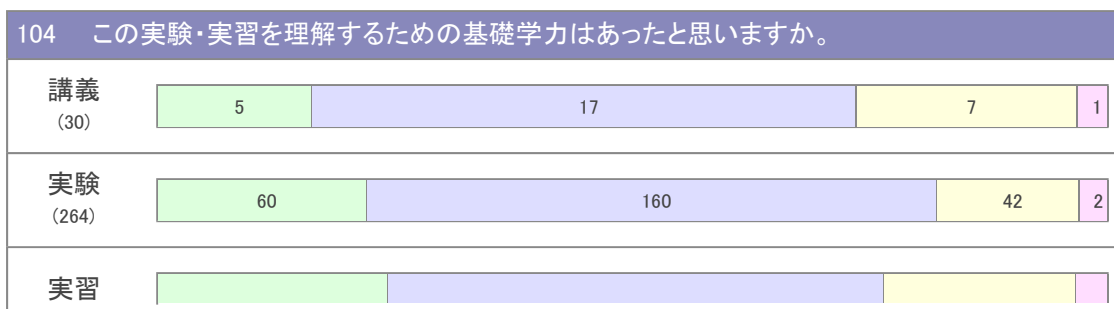 104 この実験・実習を理解するための基礎学力はあったと思いますか。
講義
(30)
5 17 7 1
実験
(264)
60 160 42 2
実習